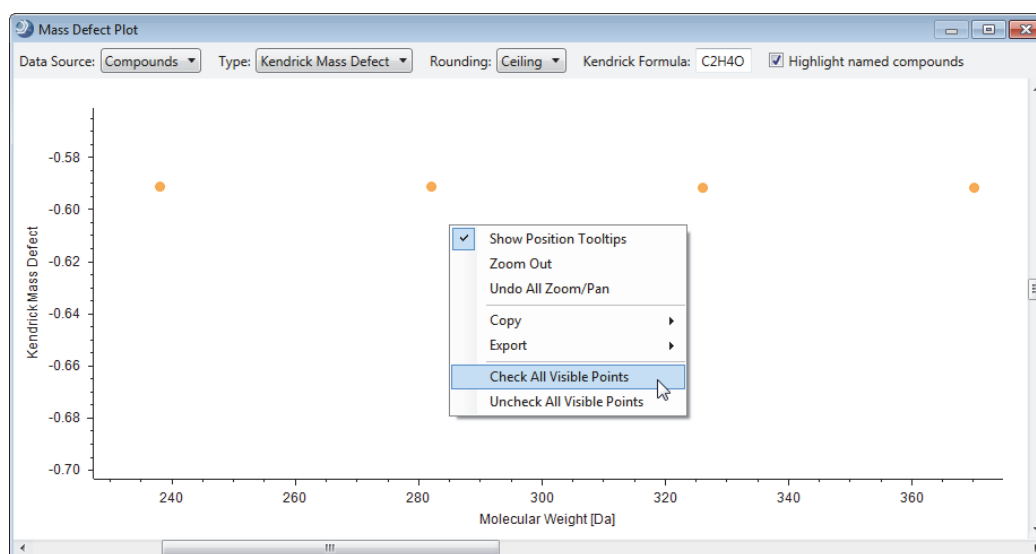 Mass Defect Plot
Data Source: Compounds Type: Kendrick Mass Defect Rounding: Ceiling Kendrick Formula: C2H4O Highlight named compounds
-0.58
-0.60
-0.62
-0.64
-0.66
-0.68
-0.70
Kendrick Mass Defect
Show Position Tooltips
Zoom Out
Undo All Zoom/Pan
Copy
Export
Check All Visible Points
Uncheck All Visible Points
240 260 280 300 320 340 360
Molecular Weight [Da]